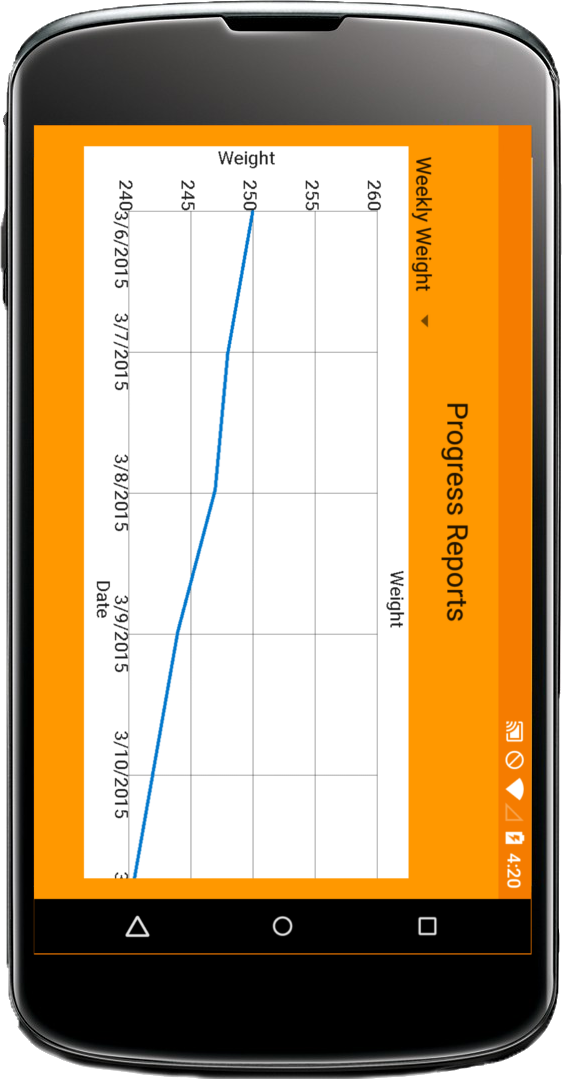 4:20
Progress Reports
Weekly Weight
Weight
260
255
250
245
240
Weight
3/6/2015
3/7/2015
3/8/2015
3/9/2015
3/10/2015
Date